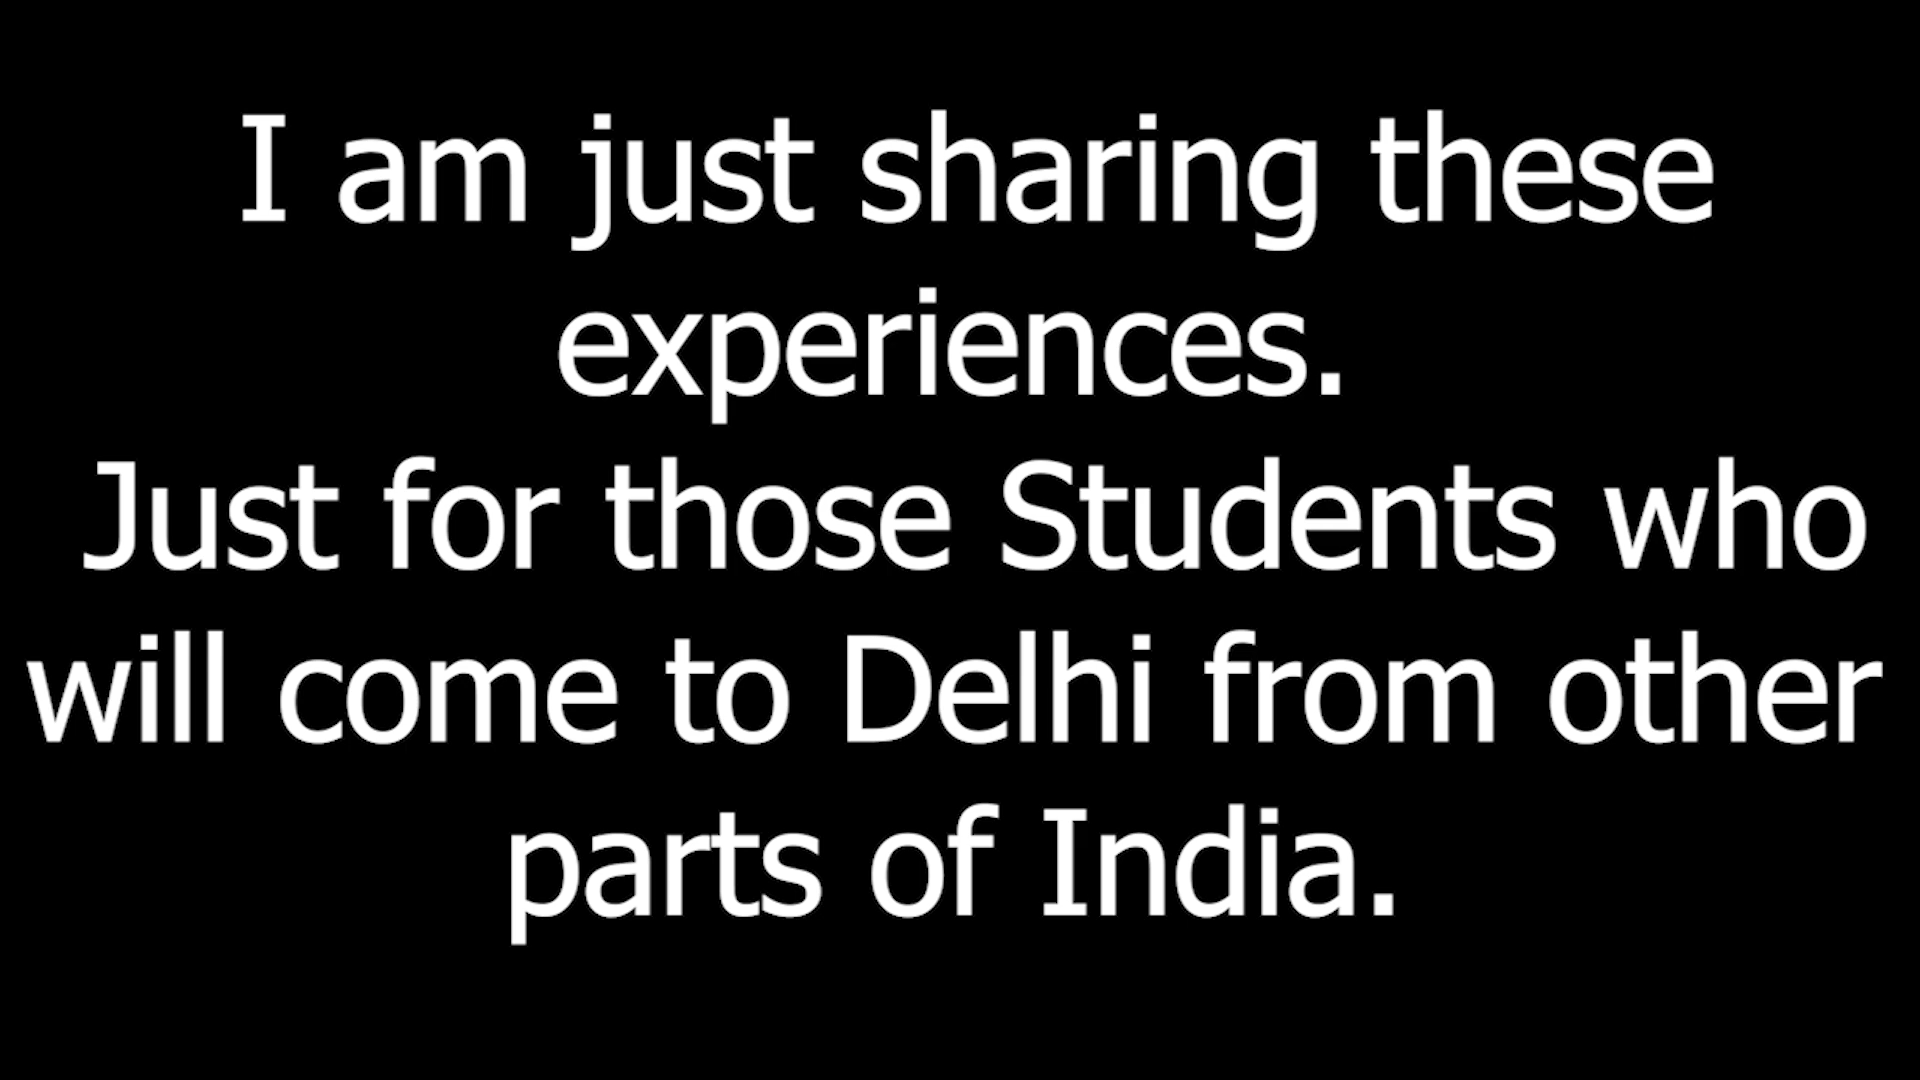 I am just sharing these
experiences.
Just for those Students who
will come to Delhi from other
parts of India.